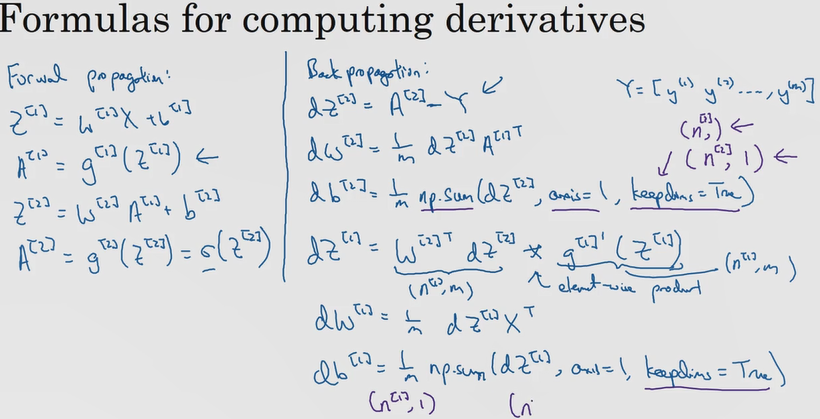 Formulas for computing derivatives
Forward propagation:
Z^[1] = W^[1] X + b^[1]
A^[1] = g^[1](Z^[1]) ←
Z^[2] = W^[2] A^[1] + b^[2]
A^[2] = g^[2](Z^[2]) = σ(Z^[2])
Back propagation:
dZ^[2] = A^[2] - Y ↙
Y = [y^(1) y^(2) ..., y^(m)]
dW^[2] = 1/m dZ^[2] A^[1]T
(n^[2],) ←
↙ (n^[2], 1) ←
db^[2] = 1/m np.sum(dZ^[2], axis = 1, keepdims = True)
dZ^[1] = W^[2]T dZ^[2] * g^[1]'(Z^[1])
(n^[1], m) ↖ element-wise product (n^[1], m)
dW^[1] = 1/m dZ^[1] X^T
db^[1] = 1/m np.sum(dZ^[1], axis = 1, keepdims = True)
(n^[1], 1) (n